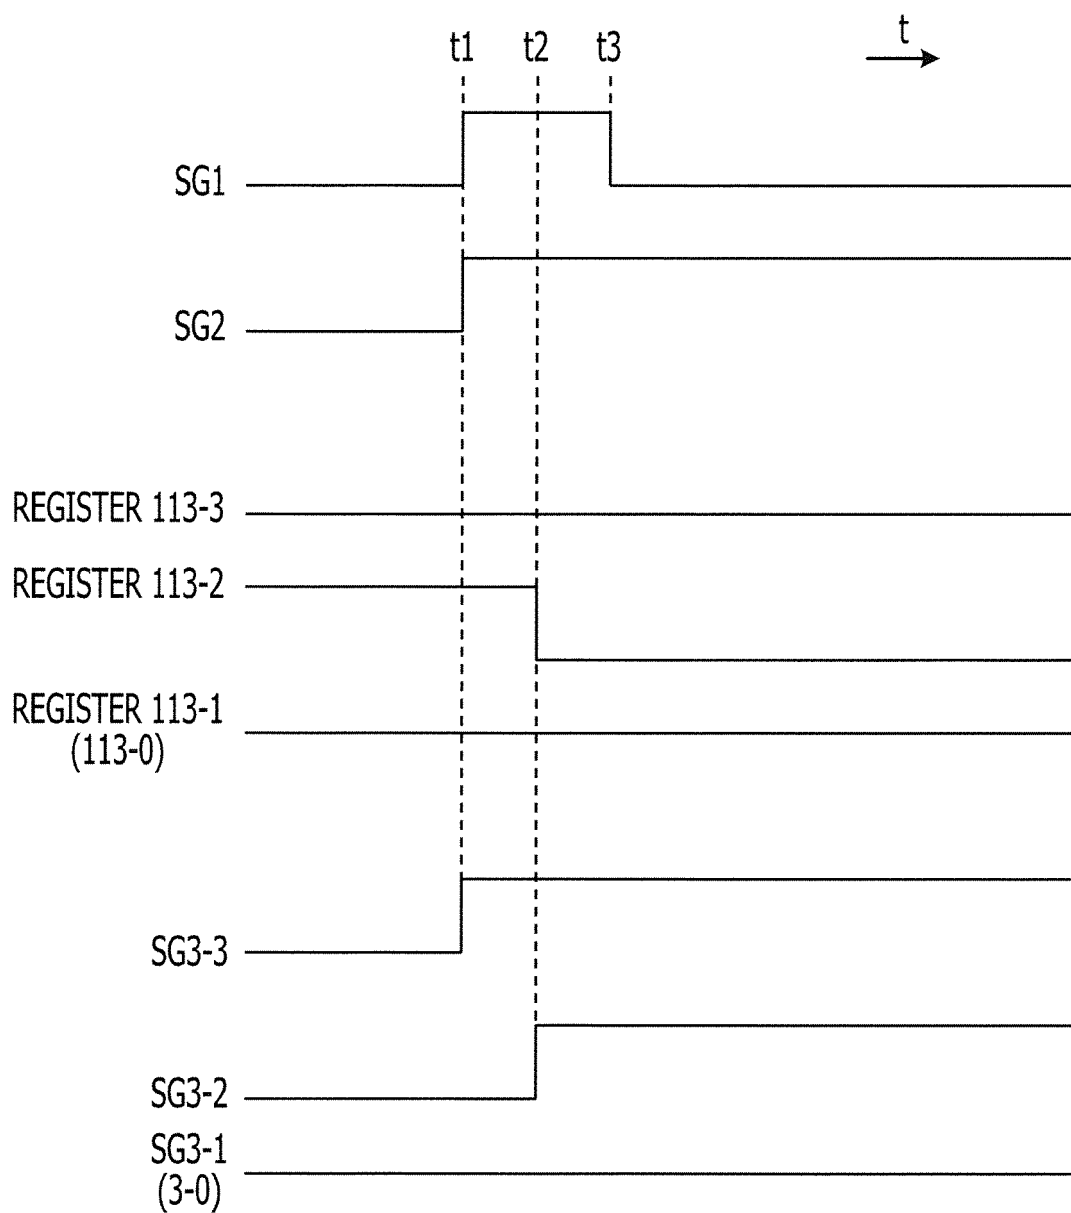 t1 t2 t3 t
SG1
SG2
REGISTER 113-3
REGISTER 113-2
REGISTER 113-1
(113-0)
SG3-3
SG3-2
SG3-1
(3-0)